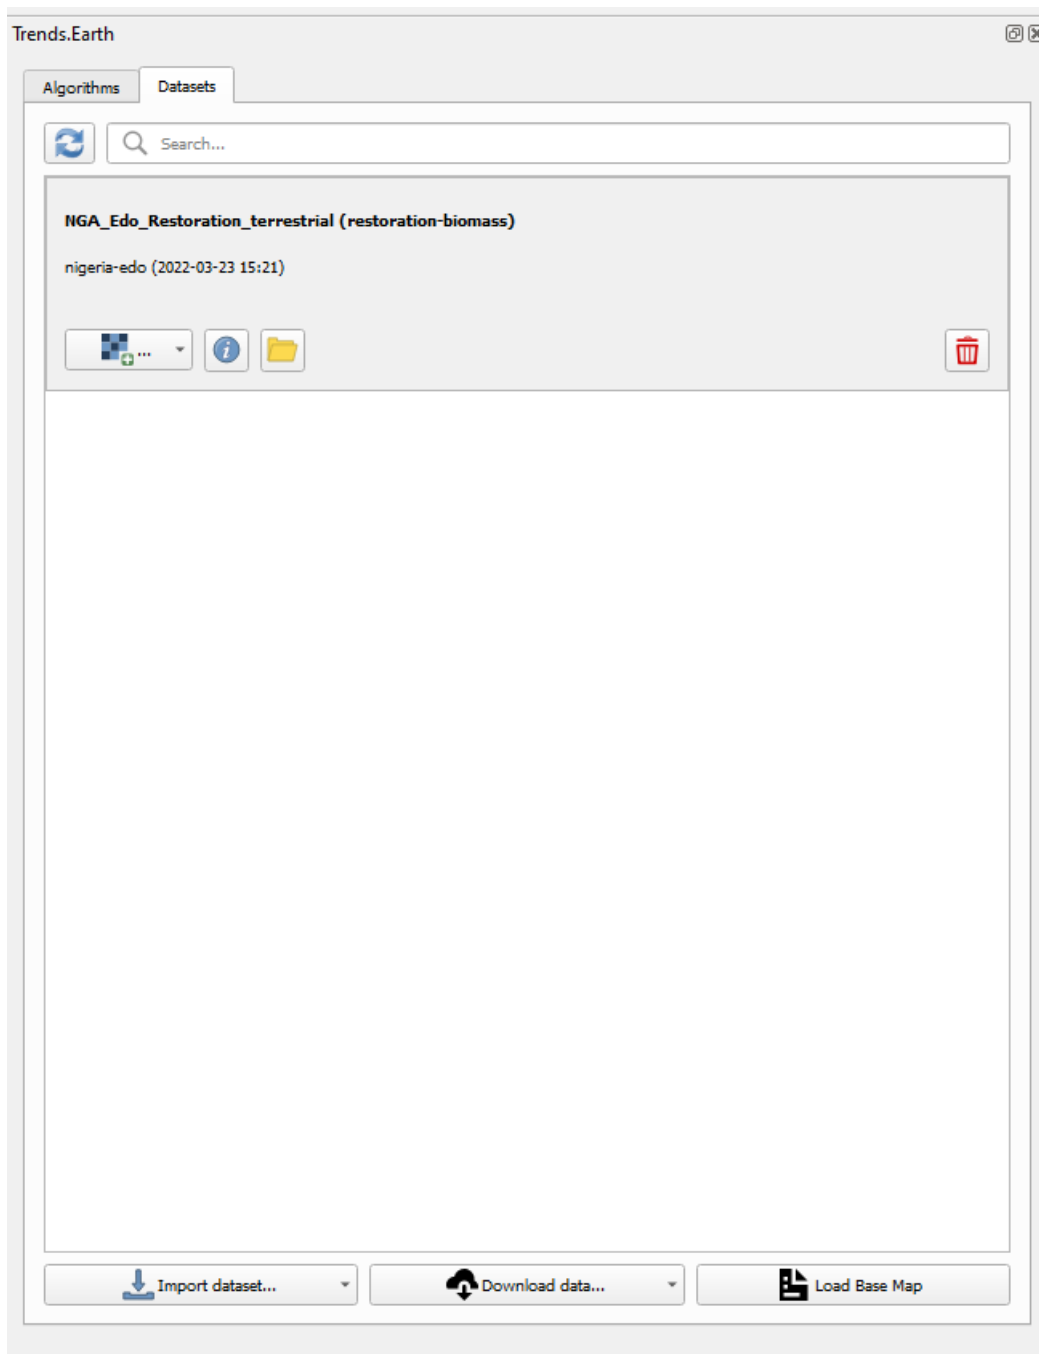 Trends.Earth
Algorithms Datasets
Search...
NGA_Edo_Restoration_terrestrial (restoration-biomass)
nigeria-edo (2022-03-23 15:21)
...
Import dataset... Download data... Load Base Map